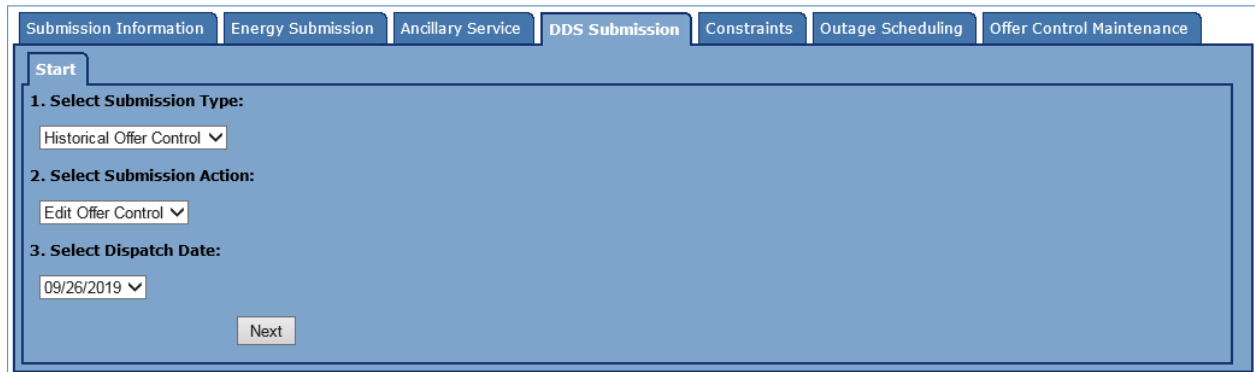 Submission Information Energy Submission Ancillary Service DDS Submission Constraints Outage Scheduling Offer Control Maintenance
Start
1. Select Submission Type:
Historical Offer Control
2. Select Submission Action:
Edit Offer Control
3. Select Dispatch Date:
09/26/2019
Next